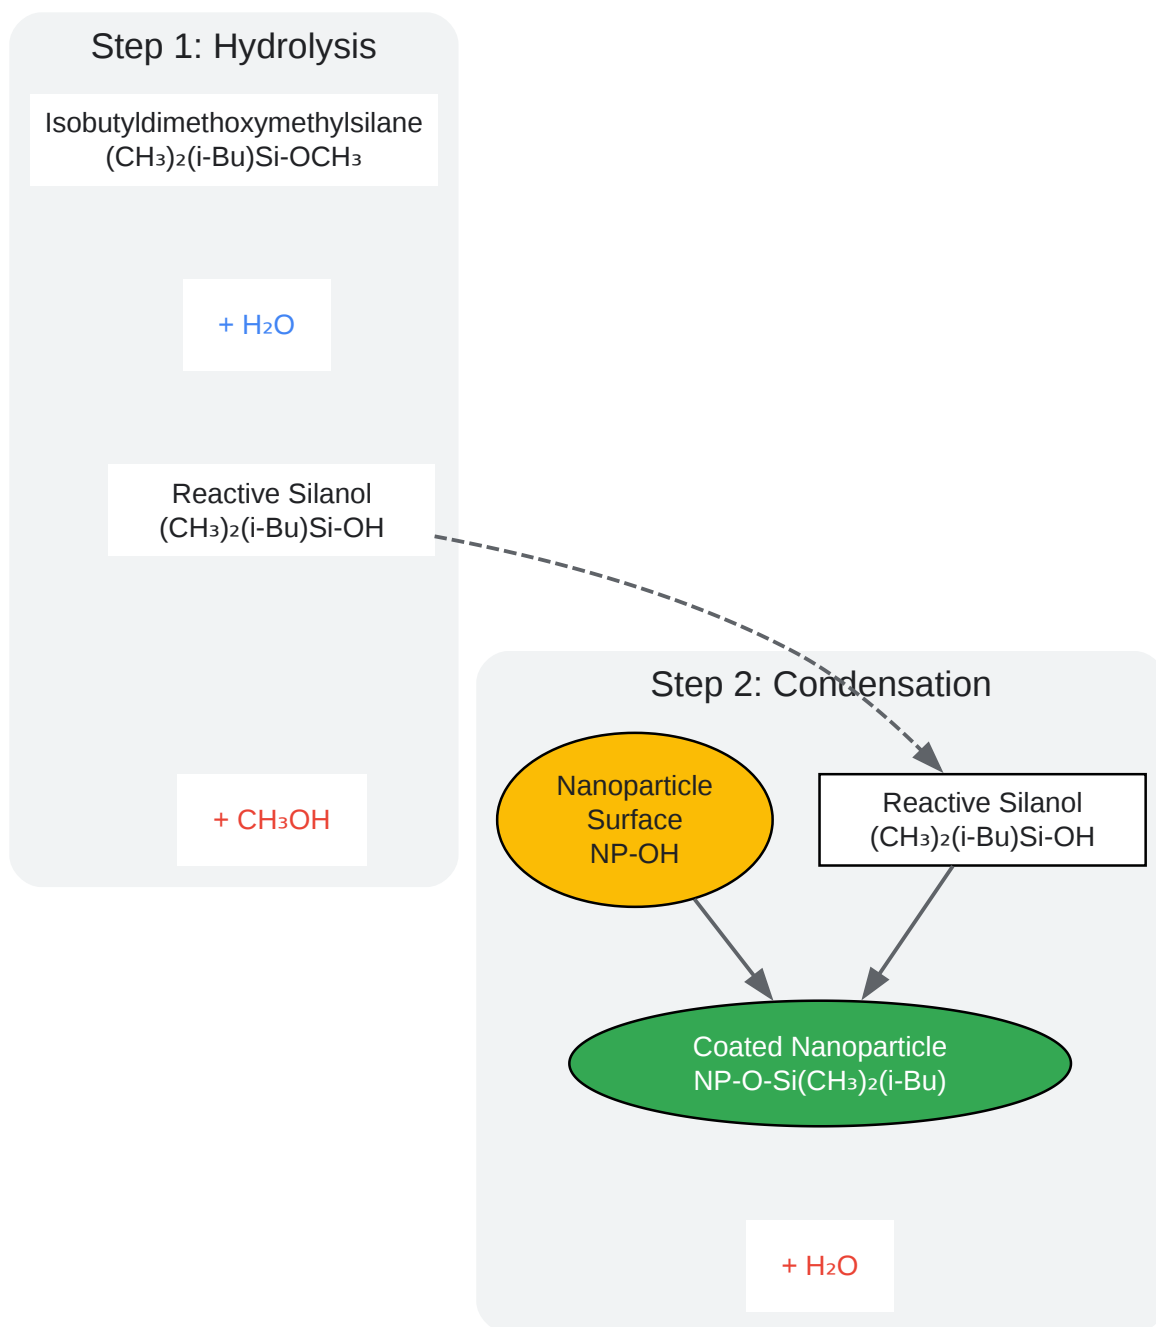 Step 1: Hydrolysis
Isobutyldimethoxymethylsilane
(CH₃)₂(i-Bu)Si-OCH₃
+ H₂O
Reactive Silanol
(CH₃)₂(i-Bu)Si-OH
+ CH₃OH
Step 2: Condensation
Nanoparticle
Surface
NP-OH
Reactive Silanol
(CH₃)₂(i-Bu)Si-OH
Coated Nanoparticle
NP-O-Si(CH₃)₂(i-Bu)
+ H₂O